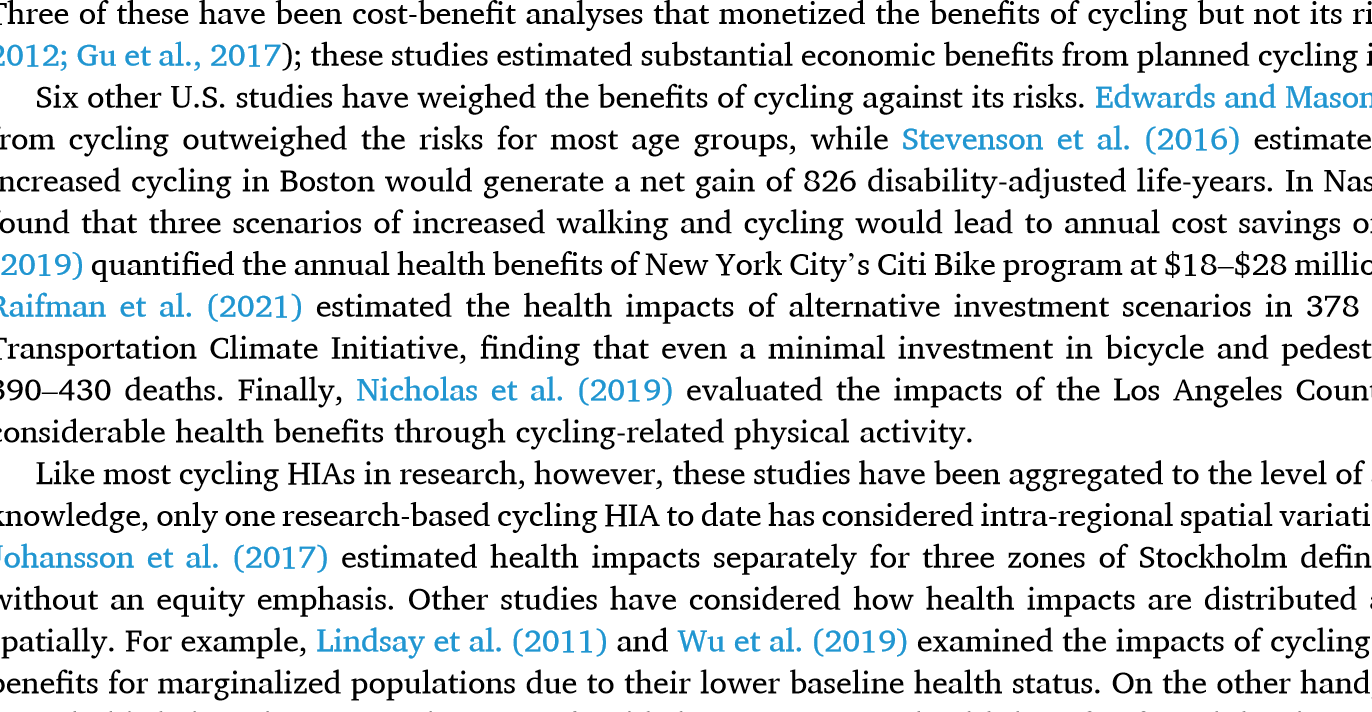 Three of these have been cost-benefit analyses that monetized the benefits of cycling but not its
2012; Gu et al., 2017); these studies estimated substantial economic benefits from planned cycling
Six other U.S. studies have weighed the benefits of cycling against its risks. Edwards and Mason
from cycling outweighed the risks for most age groups, while Stevenson et al. (2016) estimate
increased cycling in Boston would generate a net gain of 826 disability-adjusted life-years. In Nas
found that three scenarios of increased walking and cycling would lead to annual cost savings
2019) quantified the annual health benefits of New York City's Citi Bike program at $18–$28 millio
Raifman et al. (2021) estimated the health impacts of alternative investment scenarios in 378
Transportation Climate Initiative, finding that even a minimal investment in bicycle and pedest
390–430 deaths. Finally, Nicholas et al. (2019) evaluated the impacts of the Los Angeles Coun
considerable health benefits through cycling-related physical activity.
Like most cycling HIAs in research, however, these studies have been aggregated to the level of
knowledge, only one research-based cycling HIA to date has considered intra-regional spatial variati
Johansson et al. (2017) estimated health impacts separately for three zones of Stockholm defin
without an equity emphasis. Other studies have considered how health impacts are distributed
spatially. For example, Lindsay et al. (2011) and Wu et al. (2019) examined the impacts of cycling
benefits for marginalized populations due to their lower baseline health status. On the other hand